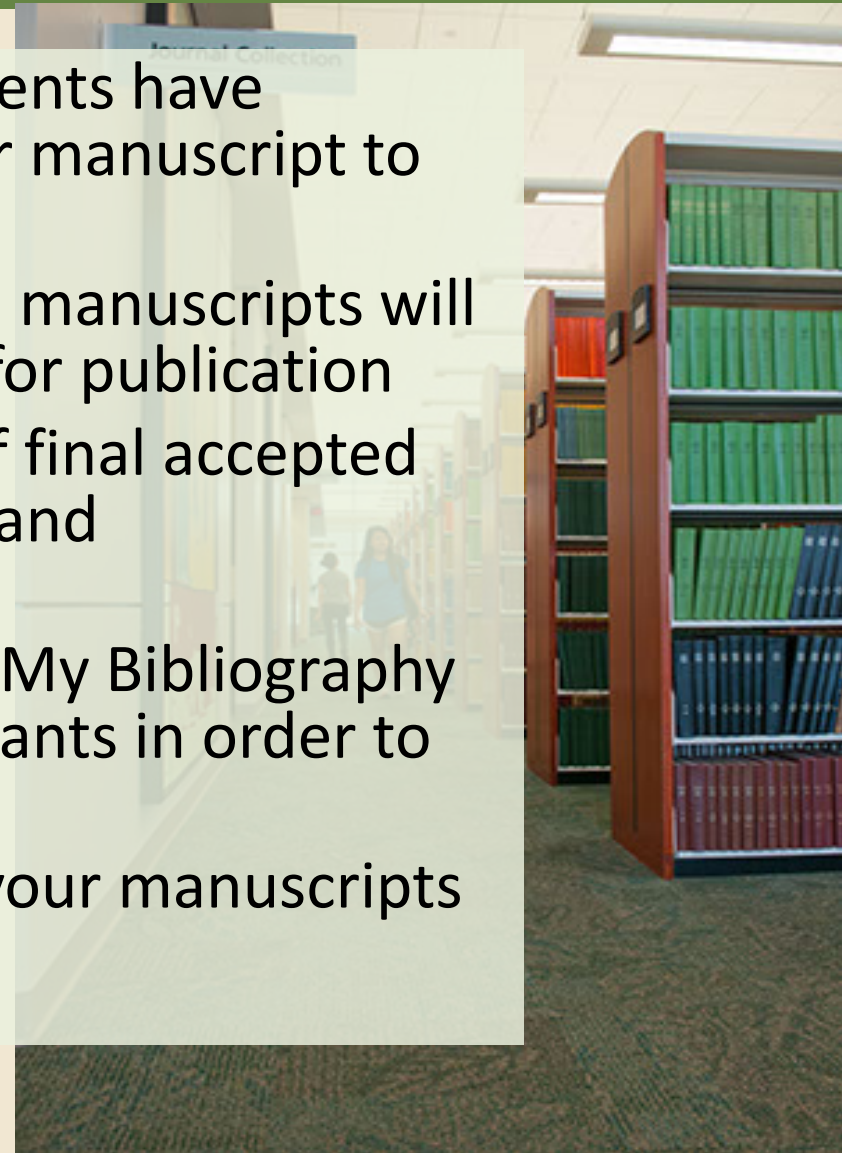 Journal Collection
ents have
r manuscript to
manuscripts will
for publication
f final accepted
and
My Bibliography
ants in order to
your manuscripts